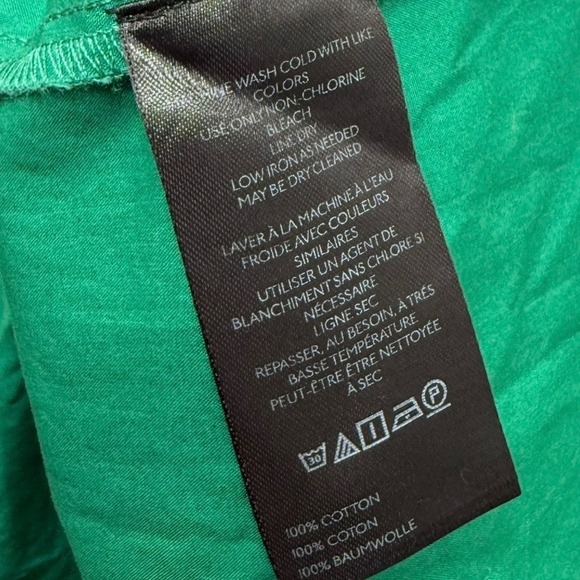 WASH COLD WITH LIKE
COLORS
USE ONLY NON-CHLORINE
BLEACH
LINE DRY
LOW IRON AS NEEDED
MAY BE DRY CLEANED
LAVER À LA MACHINE À L'EAU
FROIDE AVEC COULEURS
SIMILAIRES
UTILISER UN AGENT DE
BLANCHIMENT SANS CHLORE SI
NÉCESSAIRE
LIGNE SEC
REPASSER, AU BESOIN, À TRÉS
BASSE TEMPÉRATURE
PEUT-ÊTRE ÊTRE NETTOYÉE
À SEC
30 P
100% COTTON
100% COTON
100% BAUMWOLLE